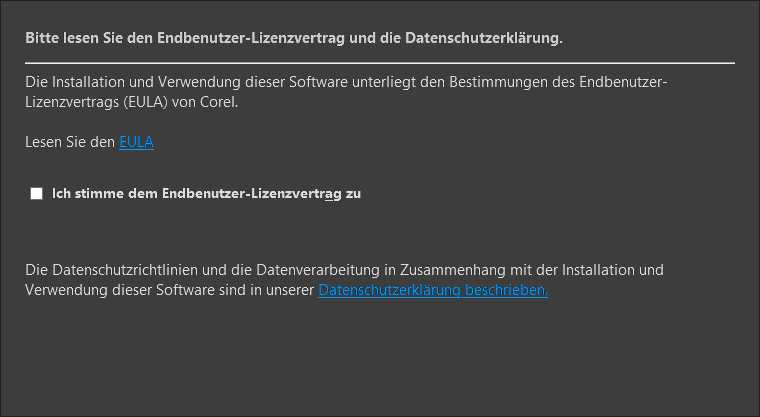 Bitte lesen Sie den Endbenutzer-Lizenzvertrag und die Datenschutzerklärung.
Die Installation und Verwendung dieser Software unterliegt den Bestimmungen des Endbenutzer-
Lizenzvertrags (EULA) von Corel.
Lesen Sie den EULA
Ich stimme dem Endbenutzer-Lizenzvertrag zu
Die Datenschutzrichtlinien und die Datenverarbeitung in Zusammenhang mit der Installation und
Verwendung dieser Software sind in unserer Datenschutzerklärung beschrieben.